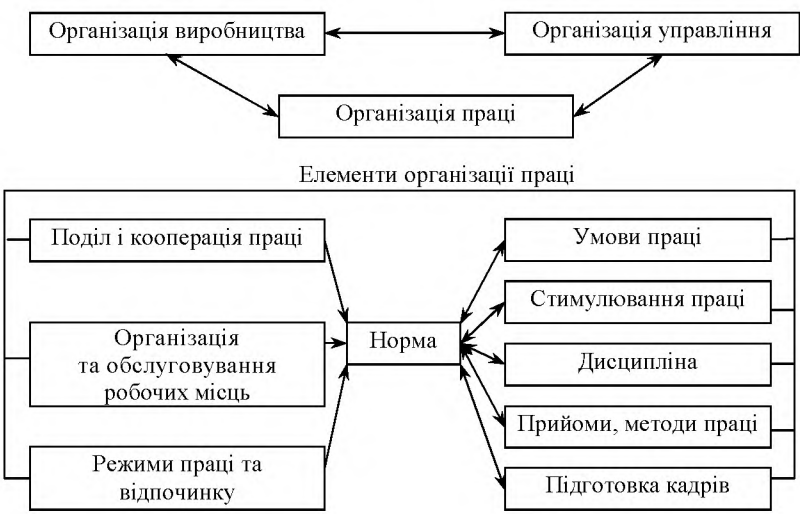 Організація виробництва
Організація управління
Організація праці
Елементи організації праці
Поділ і кооперація праці
Організація
та обслуговування
робочих місць
Режими праці та
відпочинку
Норма
Умови праці
Стимулювання праці
Дисципліна
Прийоми, методи праці
Підготовка кадрів